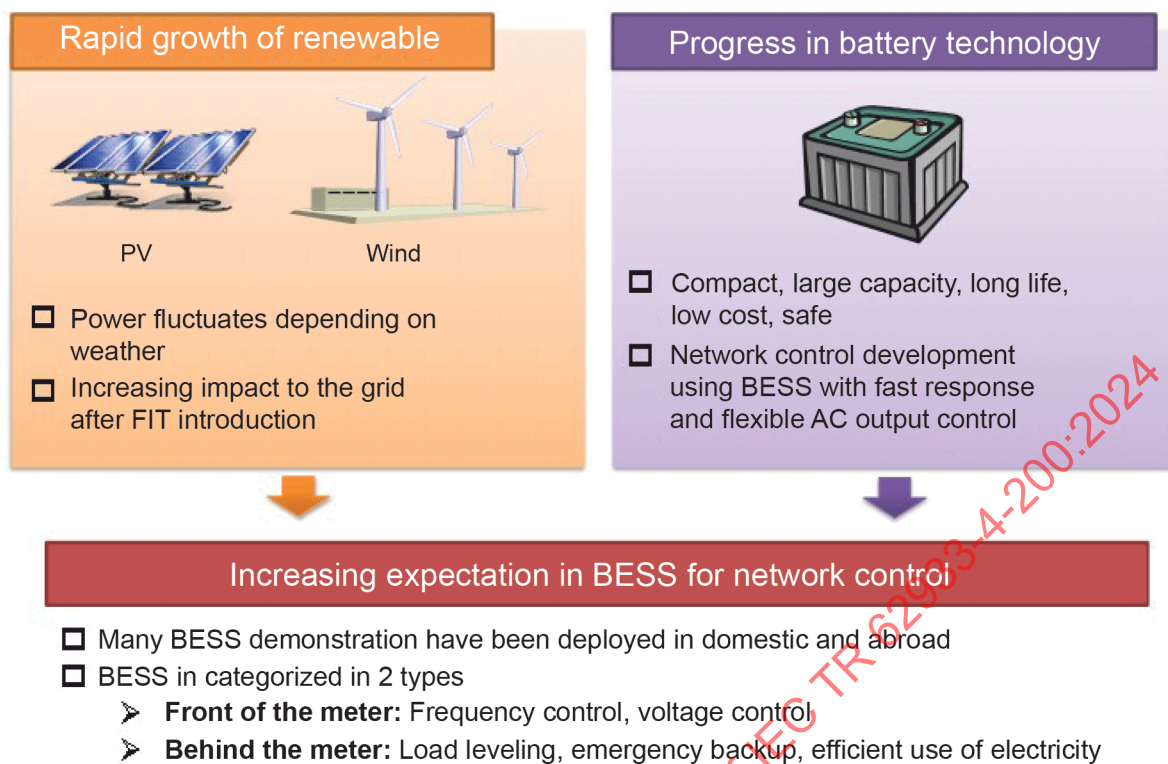 Rapid growth of renewable
PV
Wind
Power fluctuates depending on
weather
Increasing impact to the grid
after FIT introduction
Progress in battery technology
Compact, large capacity, long life,
low cost, safe
Network control development
using BESS with fast response
and flexible AC output control
Increasing expectation in BESS for network control
Many BESS demonstration have been deployed in domestic and abroad
BESS in categorized in 2 types
Front of the meter: Frequency control, voltage control
Behind the meter: Load leveling, emergency backup, efficient use of electricity
IEC TR 62933-4-200:2024